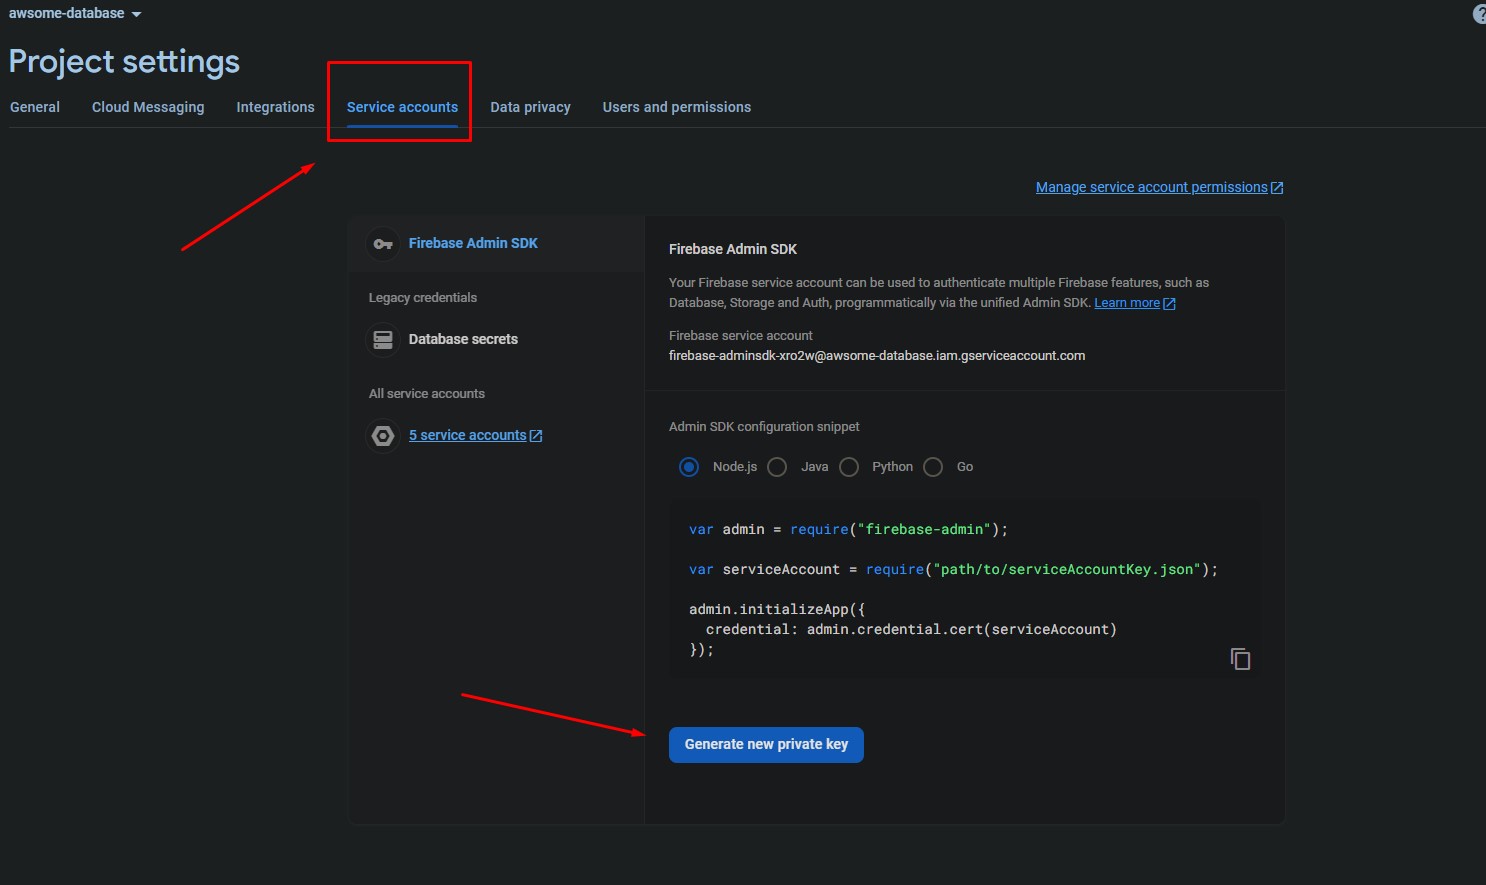 awsome-database
?
Project settings
General Cloud Messaging Integrations Service accounts Data privacy Users and permissions
Manage service account permissions
Firebase Admin SDK
Legacy credentials
Database secrets
All service accounts
5 service accounts
Firebase Admin SDK
Your Firebase service account can be used to authenticate multiple Firebase features, such as
Database, Storage and Auth, programmatically via the unified Admin SDK. Learn more
Firebase service account
firebase-adminsdk-xro2w@awsome-database.iam.gserviceaccount.com
Admin SDK configuration snippet
Node.js Java Python Go
var admin = require("firebase-admin");
var serviceAccount = require("path/to/serviceAccountKey.json");
admin.initializeApp({
  credential: admin.credential.cert(serviceAccount)
});
Generate new private key